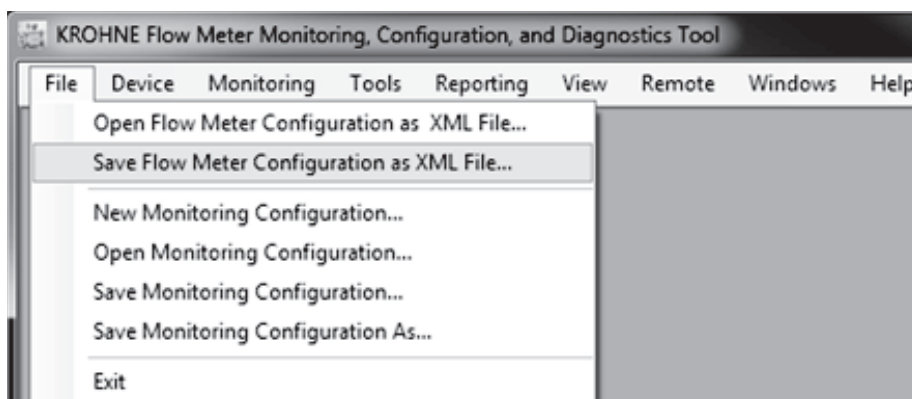 KROHNE Flow Meter Monitoring, Configuration, and Diagnostics Tool
File Device Monitoring Tools Reporting View Remote Windows Help
Open Flow Meter Configuration as XML File...
Save Flow Meter Configuration as XML File...
New Monitoring Configuration...
Open Monitoring Configuration...
Save Monitoring Configuration...
Save Monitoring Configuration As...
Exit